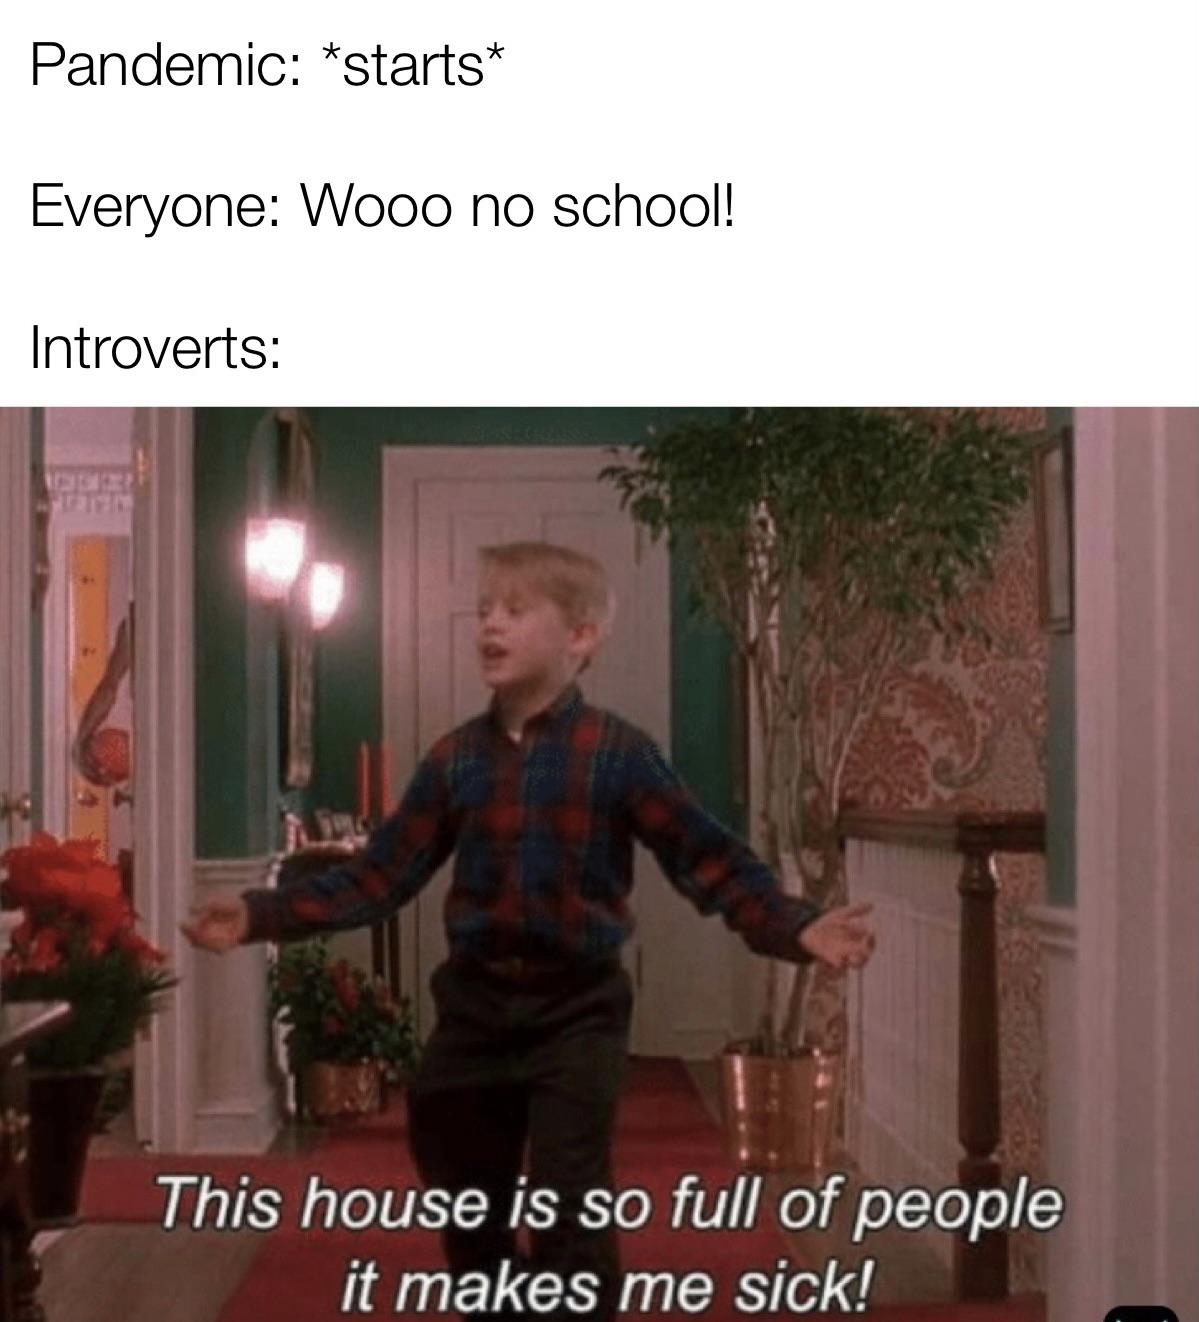 Pandemic: *starts*
Everyone: Wooo no school!
Introverts:
This house is so full of people
it makes me sick!